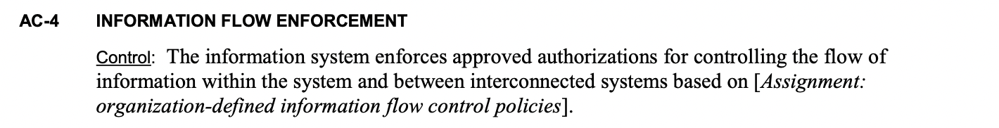 AC-4 INFORMATION FLOW ENFORCEMENT
Control: The information system enforces approved authorizations for controlling the flow of
information within the system and between interconnected systems based on [Assignment:
organization-defined information flow control policies].